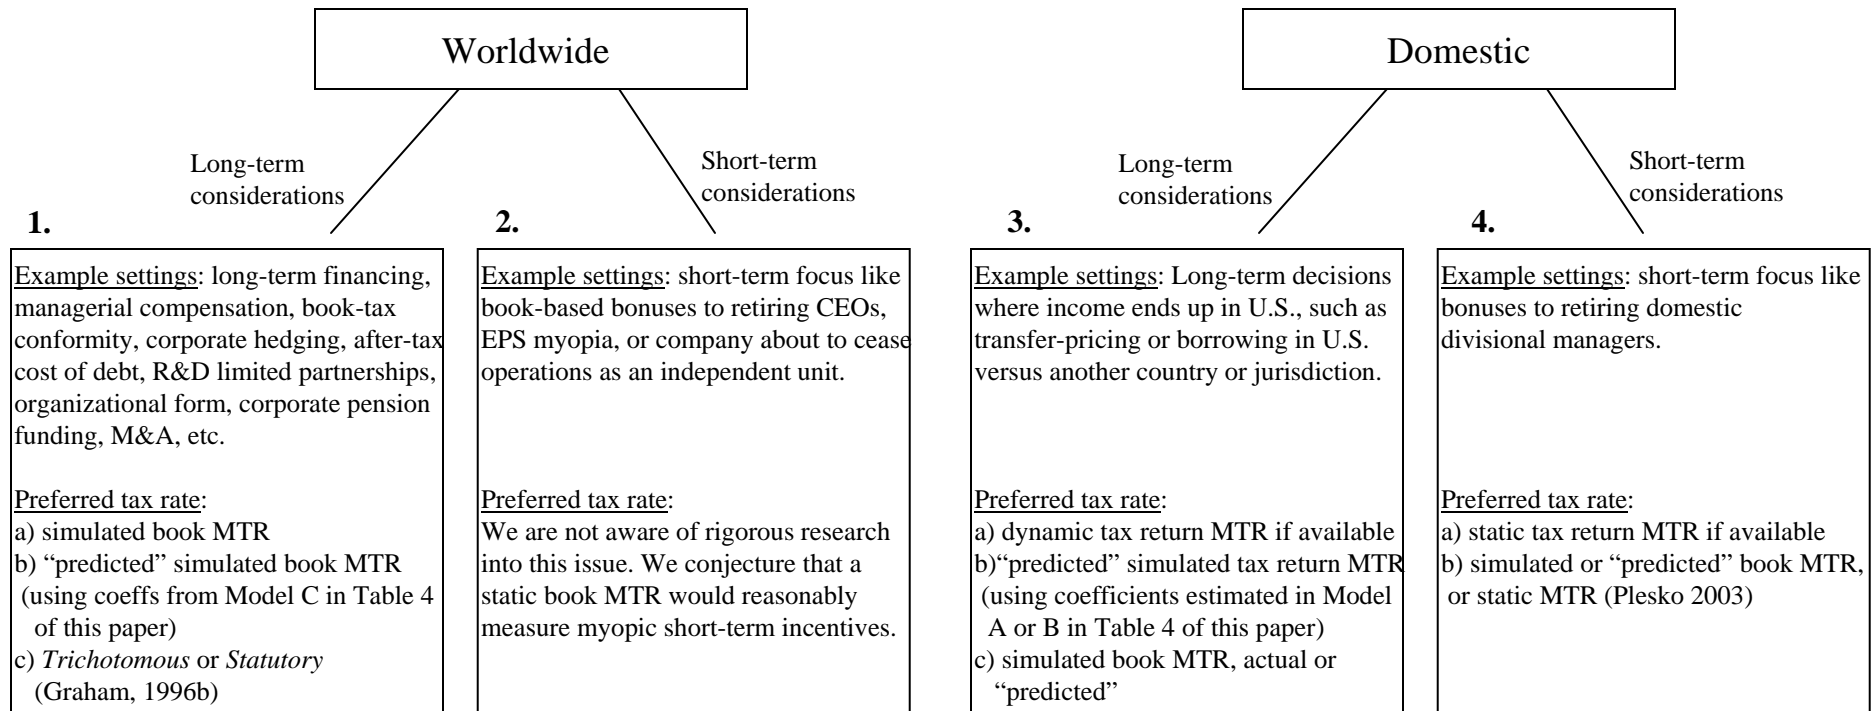 Worldwide
Long-term
considerations
Short-term
considerations
1.
Example settings: long-term financing,
managerial compensation, book-tax
conformity, corporate hedging, after-tax
cost of debt, R&D limited partnerships,
organizational form, corporate pension
funding, M&A, etc.
Preferred tax rate:
a) simulated book MTR
b) “predicted” simulated book MTR
(using coeffs from Model C in Table 4
of this paper)
c) Trichotomous or Statutory
(Graham, 1996b)
2.
Example settings: short-term focus like
book-based bonuses to retiring CEOs,
EPS myopia, or company about to cease
operations as an independent unit.
Preferred tax rate:
We are not aware of rigorous research
into this issue. We conjecture that a
static book MTR would reasonably
measure myopic short-term incentives.
Domestic
Long-term
considerations
Short-term
considerations
3.
Example settings: Long-term decisions
where income ends up in U.S., such as
transfer-pricing or borrowing in U.S.
versus another country or jurisdiction.
Preferred tax rate:
a) dynamic tax return MTR if available
b)“predicted” simulated tax return MTR
(using coefficients estimated in Model
A or B in Table 4 of this paper)
c) simulated book MTR, actual or
“predicted”
4.
Example settings: short-term focus like
bonuses to retiring domestic
divisional managers.
Preferred tax rate:
a) static tax return MTR if available
b) simulated or “predicted” book MTR,
or static MTR (Plesko 2003)